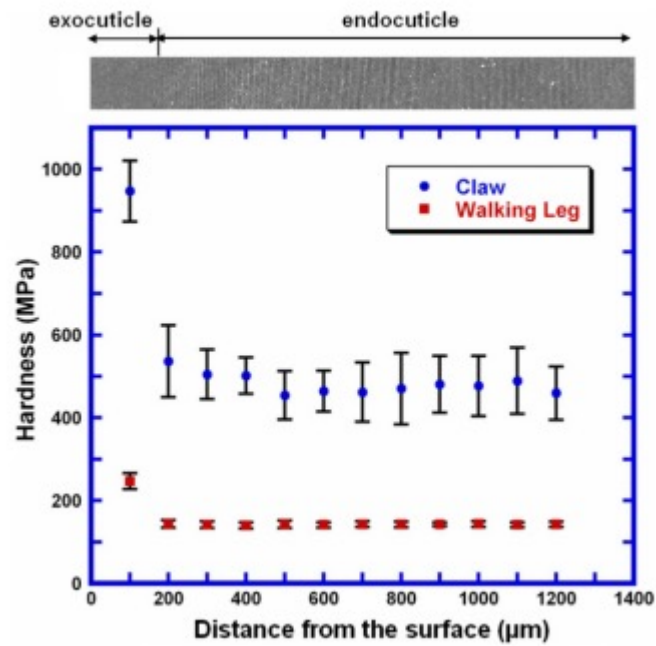 exocuticle endocuticle
1000
800
600
400
200
0
Hardness (MPa)
Claw
Walking Leg
0 200 400 600 800 1000 1200 1400
Distance from the surface (μm)